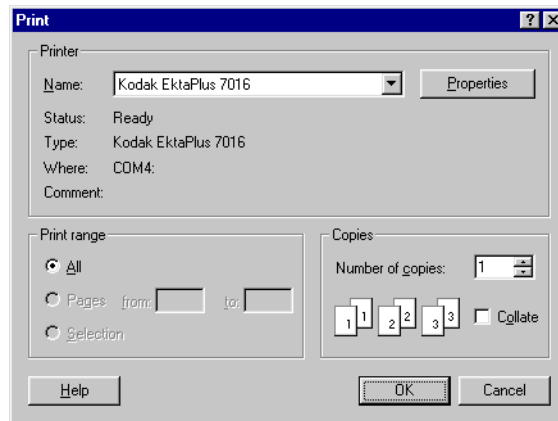 Print
Printer
Name: Kodak EktaPlus 7016 Properties
Status: Ready
Type: Kodak EktaPlus 7016
Where: COM4:
Comment:
Print range
All
Pages from: to:
Selection
Copies
Number of copies: 1
1 1 2 2 3 3 Collate
Help OK Cancel